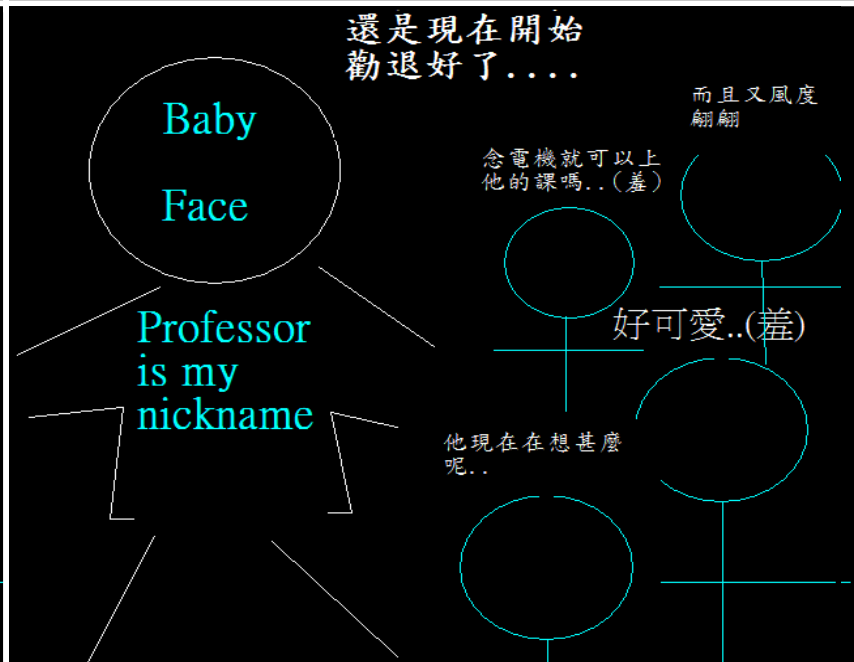 還是現在開始
勸退好了....
Baby
Face
而且又風度
翩翩
念電機就可以上
他的課嗎..(羞)
Professor
is my
nickname
好可愛..(羞)
他現在在想甚麼
呢..